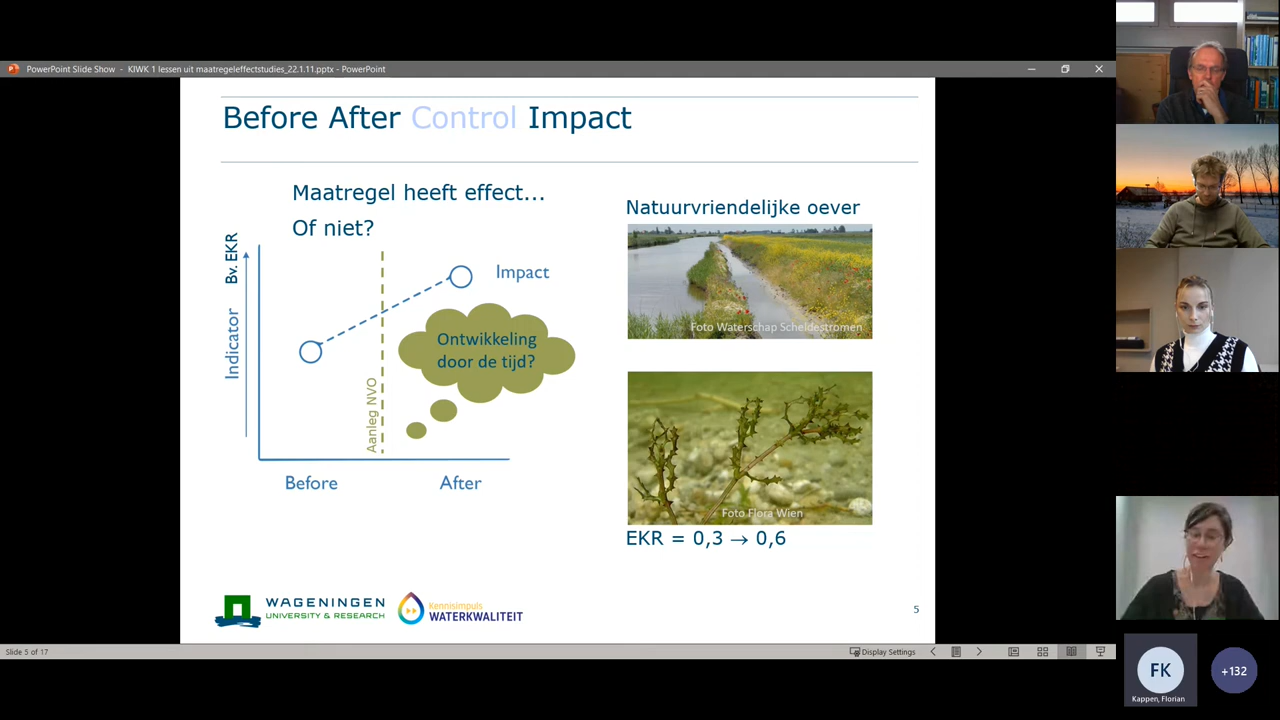 PowerPoint Slide Show - KIWK 1 lessen uit maatregeleffectstudies_22.1.11.pptx - PowerPoint
Before After Control Impact
Maatregel heeft effect...
Of niet?
Indicator Bv. EKR
Impact
Ontwikkeling
door de tijd?
Aanleg NVO
Before After
Natuurvriendelijke oever
Foto Waterschap Scheldestromen
Foto Flora Wien
EKR = 0,3 → 0,6
WAGENINGEN
UNIVERSITY & RESEARCH
Kennisimpuls
WATERKWALITEIT
5
Slide 5 of 17
Display Settings
FK
Kappen, Florian
+132